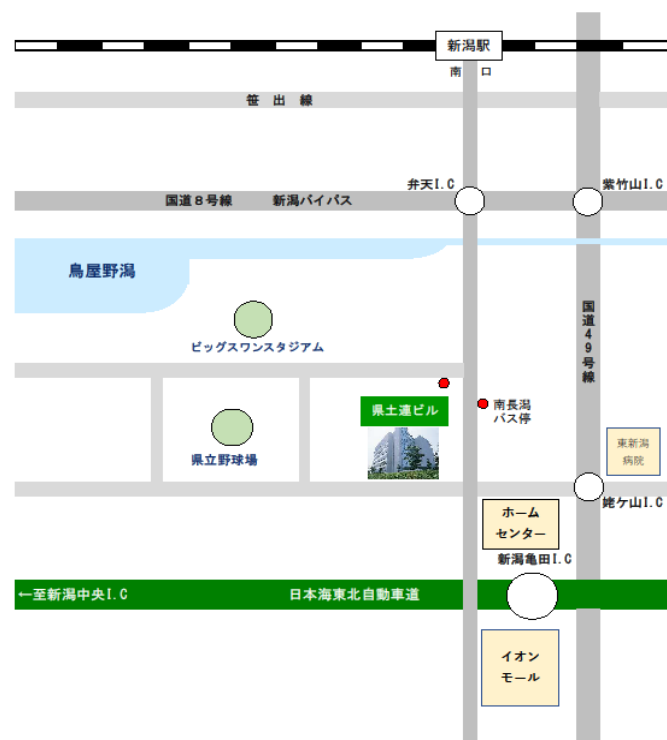 新潟駅
南 口
笹 出 線
弁天I.C
紫竹山I.C
国道8号線 新潟バイパス
鳥屋野潟
国道49号線
ビッグスワンスタジアム
県土連ビル
南長潟
バス停
県立野球場
東新潟
病院
姥ケ山I.C
ホーム
センター
新潟亀田I.C
←至新潟中央I.C
日本海東北自動車道
イオン
モール